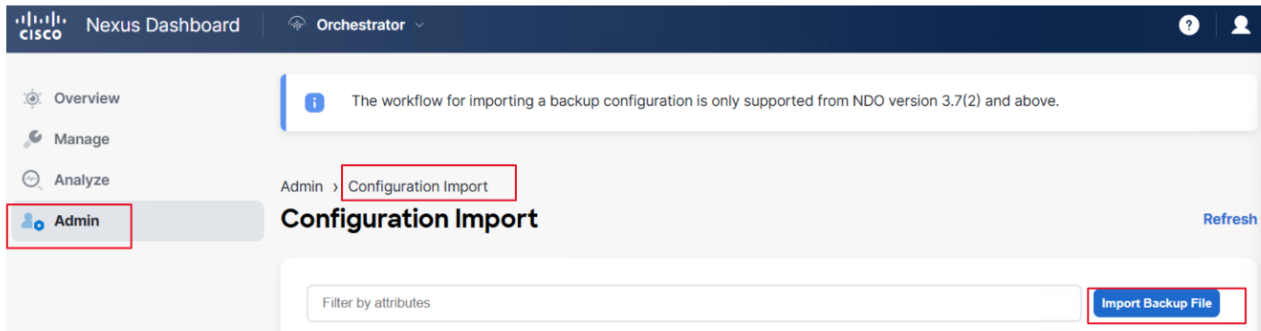 cisco Nexus Dashboard Orchestrator ?
Overview
Manage
Analyze
Admin
i The workflow for importing a backup configuration is only supported from NDO version 3.7(2) and above.
Admin › Configuration Import
Configuration Import
Refresh
Filter by attributes
Import Backup File